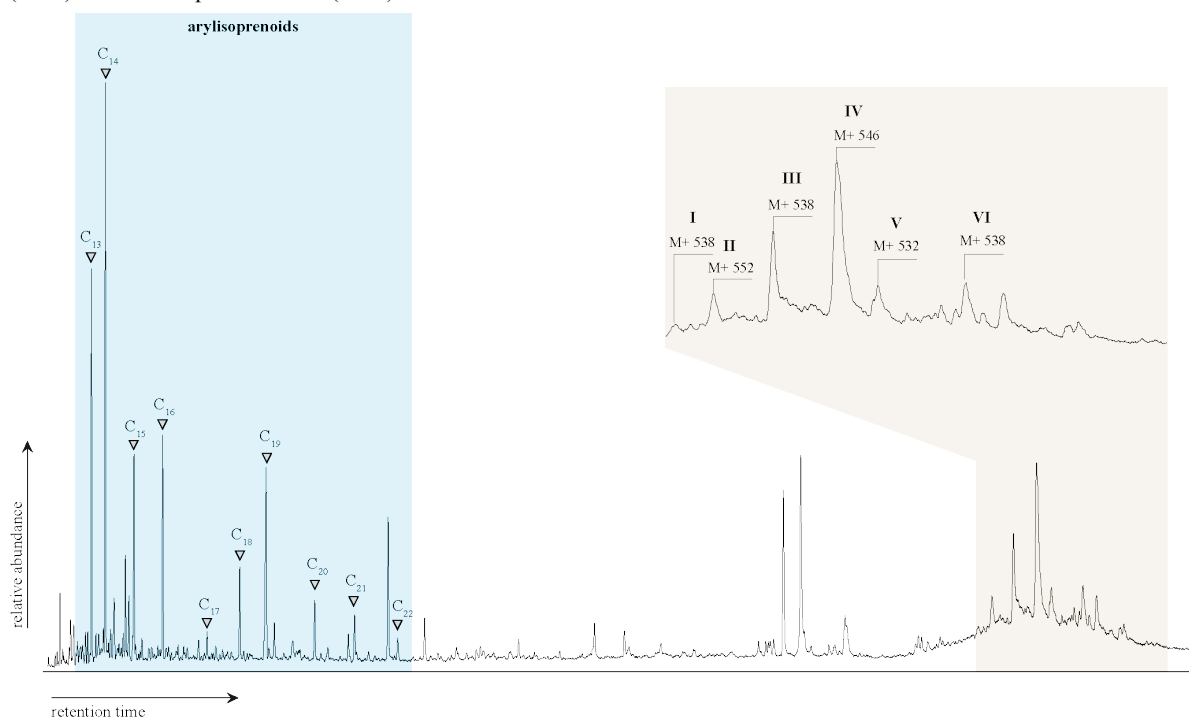 arylisoprenoids
C14
C13
C15
C16
C17
C18
C19
C20
C21
C22
I
M+ 538
II
M+ 552
III
M+ 538
IV
M+ 546
V
M+ 532
VI
M+ 538
relative abundance
retention time